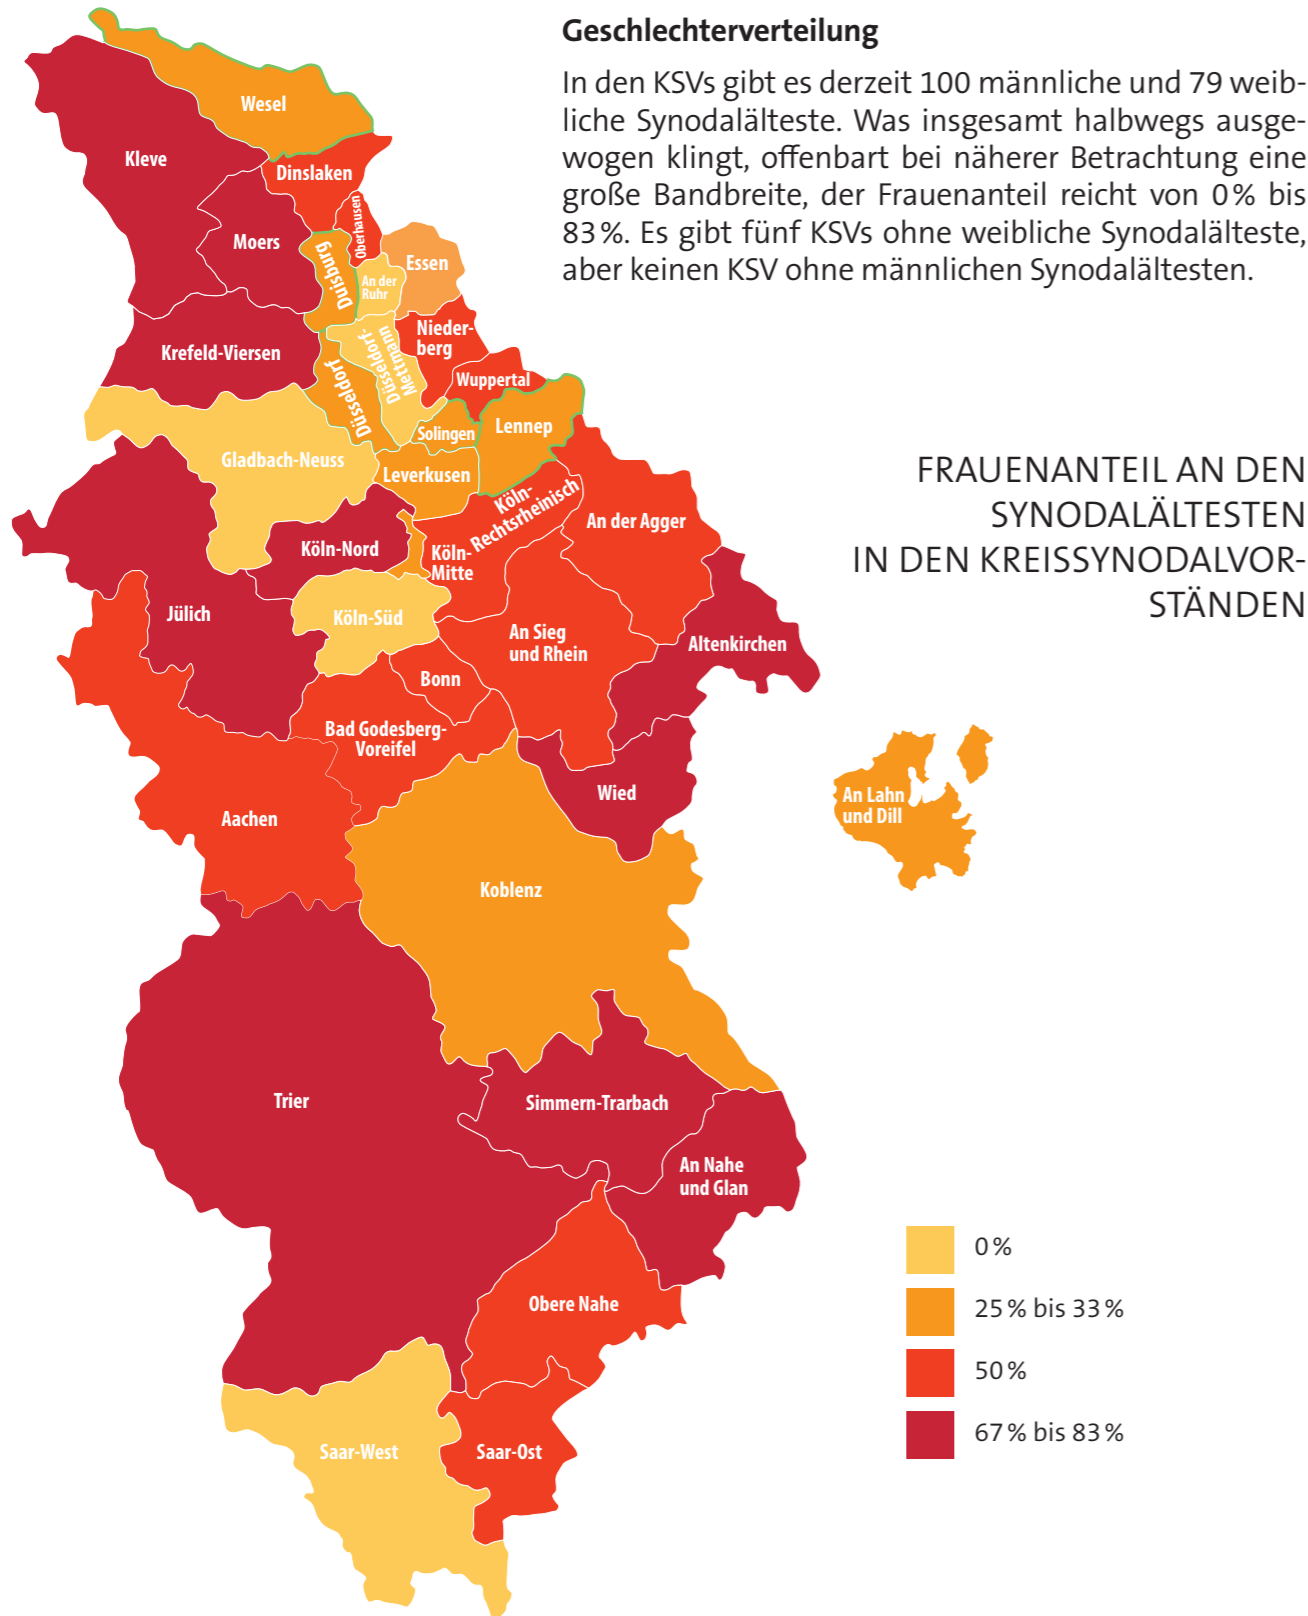 Geschlechterverteilung
In den KSVs gibt es derzeit 100 männliche und 79 weib-
liche Synodalälteste. Was insgesamt halbwegs ausge-
wogen klingt, offenbart bei näherer Betrachtung eine
große Bandbreite, der Frauenanteil reicht von 0 % bis
83 %. Es gibt fünf KSVs ohne weibliche Synodalälteste,
aber keinen KSV ohne männlichen Synodalältesten.
FRAUENANTEIL AN DEN
SYNODALÄLTESTEN
IN DEN KREISSYNODALVOR-
STÄNDEN
Wesel
Kleve
Dinslaken
Moers
Oberhausen
Duisburg
An der
Ruhr
Essen
Krefeld-Viersen
Düsseldorf
Düsseldorf-
Mettmann
Nieder-
berg
Wuppertal
Solingen
Lennep
Gladbach-Neuss
Leverkusen
Köln-
Rechtsrheinisch
An der Agger
Köln-Nord
Köln-
Mitte
Jülich
Köln-Süd
An Sieg
und Rhein
Altenkirchen
Bonn
Bad Godesberg-
Voreifel
Wied
An Lahn
und Dill
Aachen
Koblenz
Trier
Simmern-Trarbach
An Nahe
und Glan
Obere Nahe
Saar-West
Saar-Ost
0 %
25 % bis 33 %
50 %
67 % bis 83 %